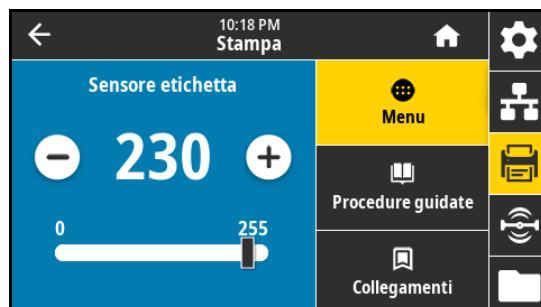 10:18 PM
Stampa
Sensore etichetta
230
0
255
Menu
Procedure guidate
Collegamenti